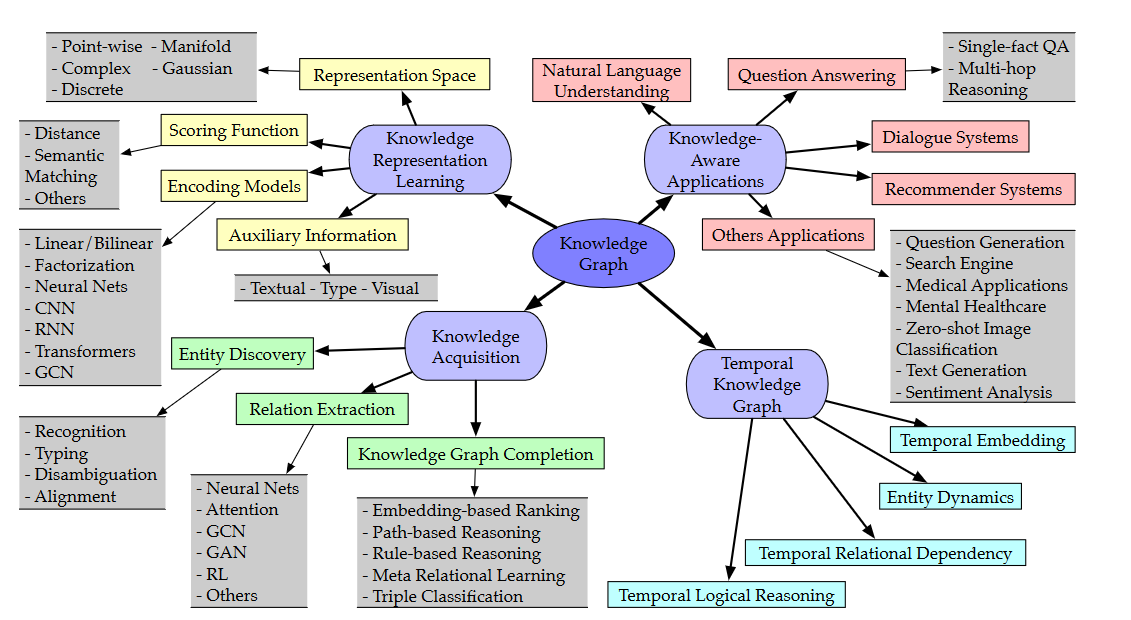 - Point-wise - Manifold
- Complex - Gaussian
- Discrete
Representation Space
Natural Language
Understanding
Question Answering
- Single-fact QA
- Multi-hop
Reasoning
- Distance
- Semantic
Matching
- Others
Scoring Function
Encoding Models
Auxiliary Information
Knowledge
Representation
Learning
Knowledge-
Aware
Applications
Dialogue Systems
Recommender Systems
Others Applications
Knowledge
Graph
- Linear/Bilinear
- Factorization
- Neural Nets
- CNN
- RNN
- Transformers
- GCN
- Textual - Type - Visual
- Question Generation
- Search Engine
- Medical Applications
- Mental Healthcare
- Zero-shot Image
Classification
- Text Generation
- Sentiment Analysis
Knowledge
Acquisition
Entity Discovery
Relation Extraction
Knowledge Graph Completion
Temporal
Knowledge
Graph
Temporal Embedding
Entity Dynamics
Temporal Relational Dependency
Temporal Logical Reasoning
- Recognition
- Typing
- Disambiguation
- Alignment
- Neural Nets
- Attention
- GCN
- GAN
- RL
- Others
- Embedding-based Ranking
- Path-based Reasoning
- Rule-based Reasoning
- Meta Relational Learning
- Triple Classification